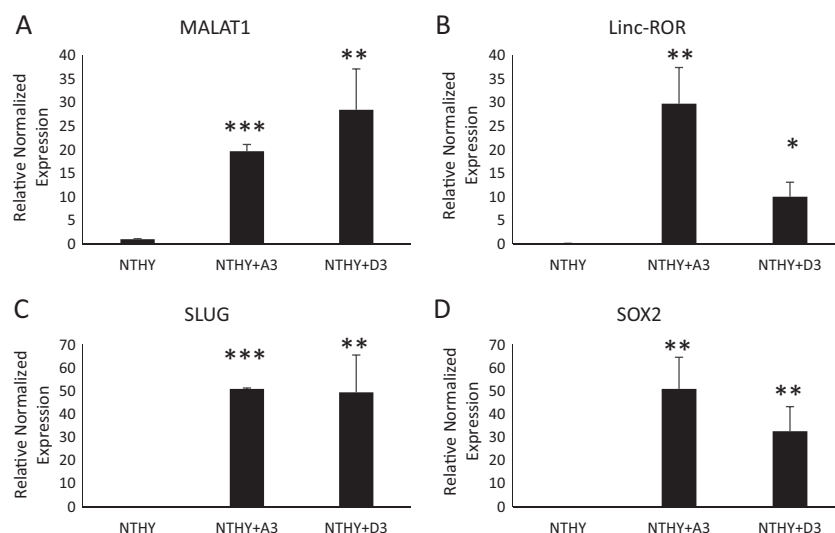 A
MALAT1
Relative Normalized
Expression
40
35
30
25
20
15
10
5
0
***
**
NTHY
NTHY+A3
NTHY+D3
B
Linc-ROR
Relative Normalized
Expression
40
35
30
25
20
15
10
5
0
**
*
NTHY
NTHY+A3
NTHY+D3
C
SLUG
Relative Normalized
Expression
70
60
50
40
30
20
10
0
***
**
NTHY
NTHY+A3
NTHY+D3
D
SOX2
Relative Normalized
Expression
70
60
50
40
30
20
10
0
**
**
NTHY
NTHY+A3
NTHY+D3